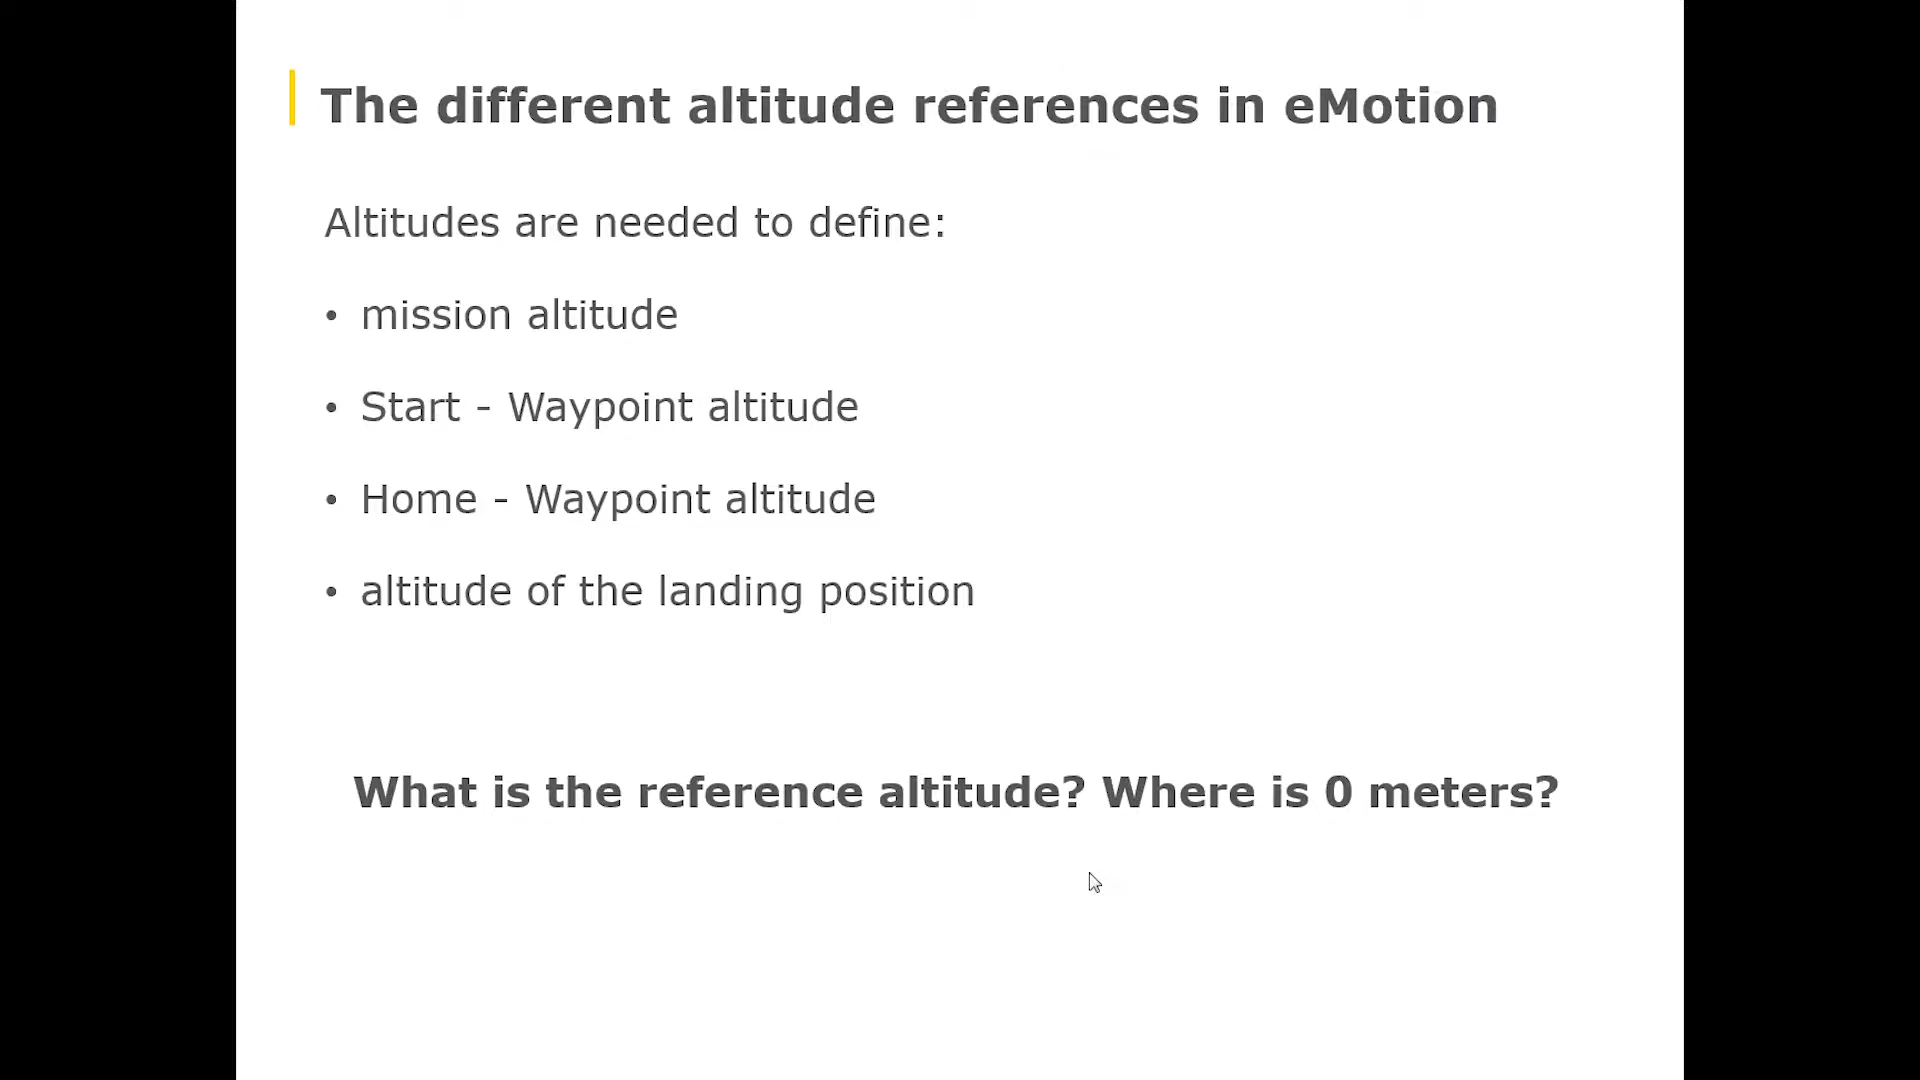 The different altitude references in eMotion
Altitudes are needed to define:
• mission altitude
• Start - Waypoint altitude
• Home - Waypoint altitude
• altitude of the landing position
What is the reference altitude? Where is 0 meters?